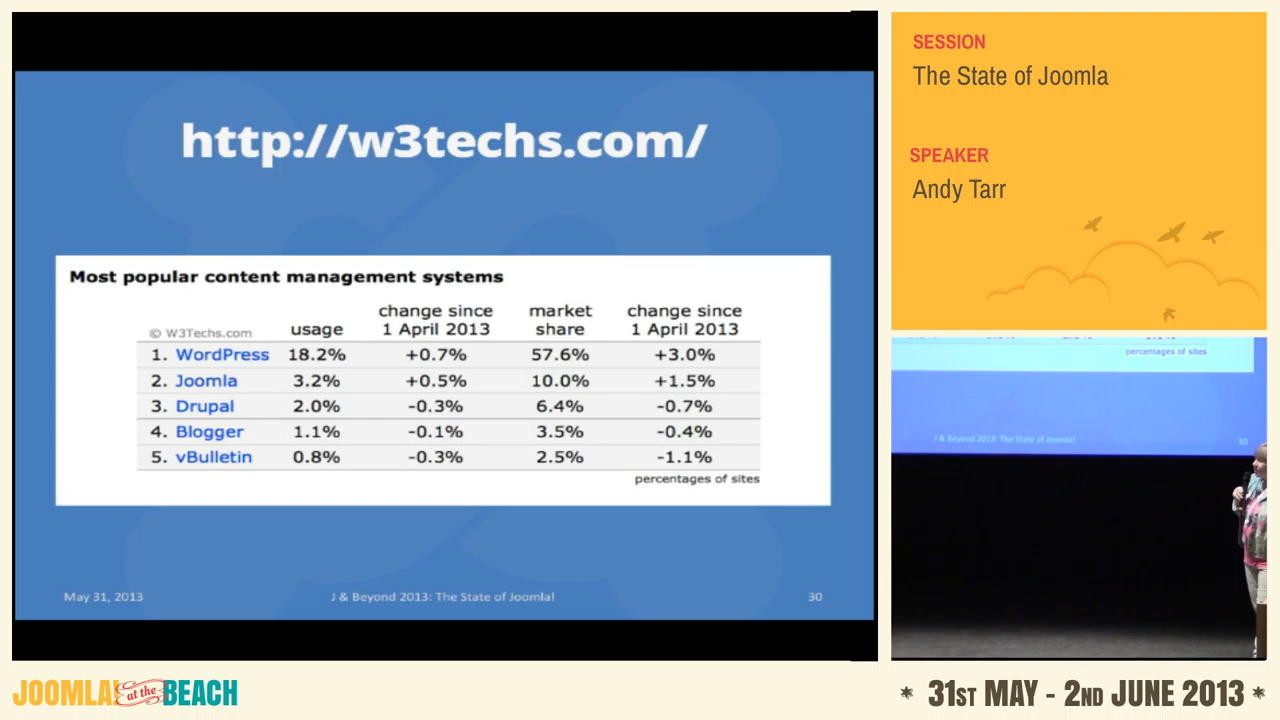 http://w3techs.com/
Most popular content management systems
change since market change since
© W3Techs.com usage 1 April 2013 share 1 April 2013
1. WordPress 18.2% +0.7% 57.6% +3.0%
2. Joomla 3.2% +0.5% 10.0% +1.5%
3. Drupal 2.0% -0.3% 6.4% -0.7%
4. Blogger 1.1% -0.1% 3.5% -0.4%
5. vBulletin 0.8% -0.3% 2.5% -1.1%
percentages of sites
May 31, 2013 J & Beyond 2013: The State of Joomla! 30
SESSION
The State of Joomla
SPEAKER
Andy Tarr
percentages of sites
J & Beyond 2013: The State of Joomla! 30
JOOMLA! at the BEACH
* 31ST MAY - 2ND JUNE 2013 *